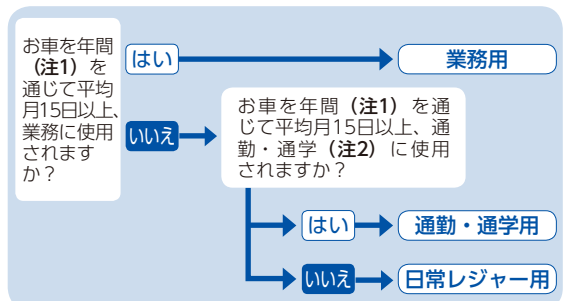 お車を年間
（注1）を
通じて平均
月15日以上、
業務に使用
されます
か？
はい
業務用
いいえ
お車を年間（注1）を通
じて平均月15日以上、通
勤・通学（注2）に使用
されますか？
はい
通勤・通学用
いいえ
日常レジャー用